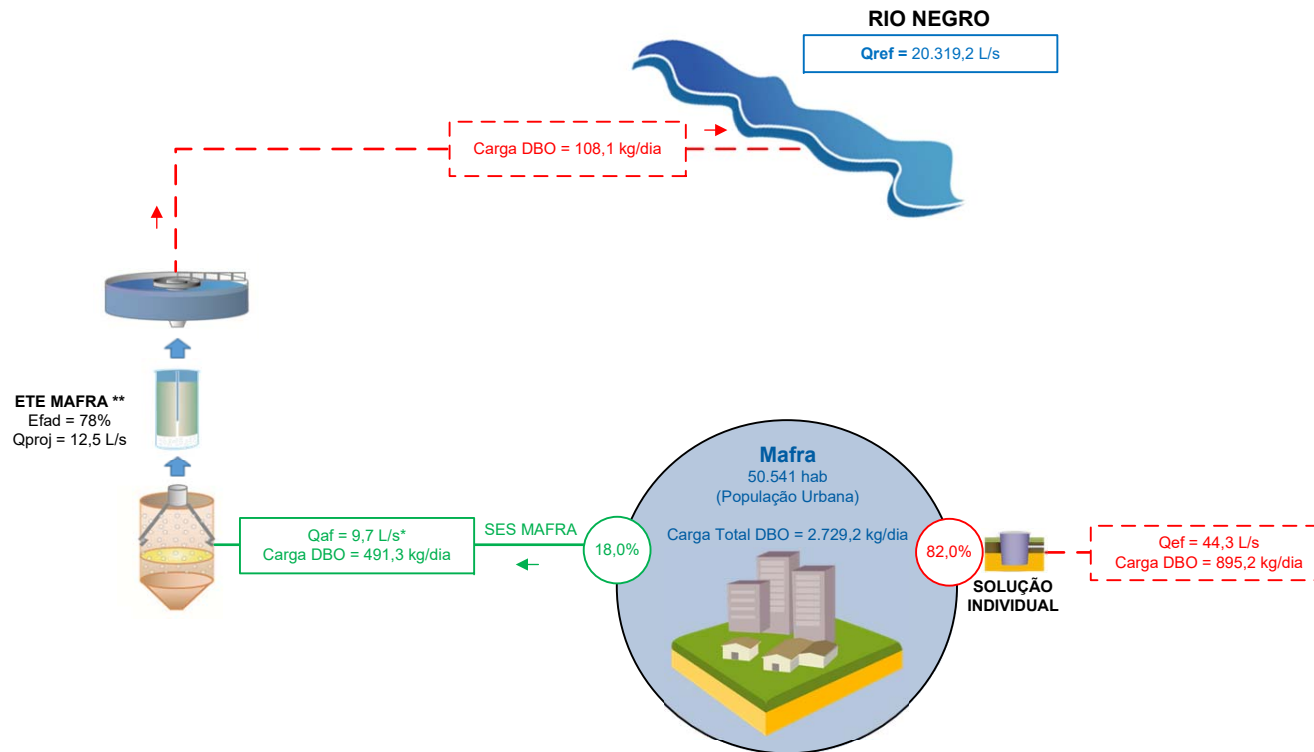 RIO NEGRO
Qref = 20.319,2 L/s
Carga DBO = 108,1 kg/dia
ETE MAFRA **
Efad = 78%
Qproj = 12,5 L/s
Mafra
50.541 hab
(População Urbana)
Carga Total DBO = 2.729,2 kg/dia
Qaf = 9,7 L/s*
Carga DBO = 491,3 kg/dia
SES MAFRA
18,0%
82,0%
SOLUÇÃO
INDIVIDUAL
Qef = 44,3 L/s
Carga DBO = 895,2 kg/dia